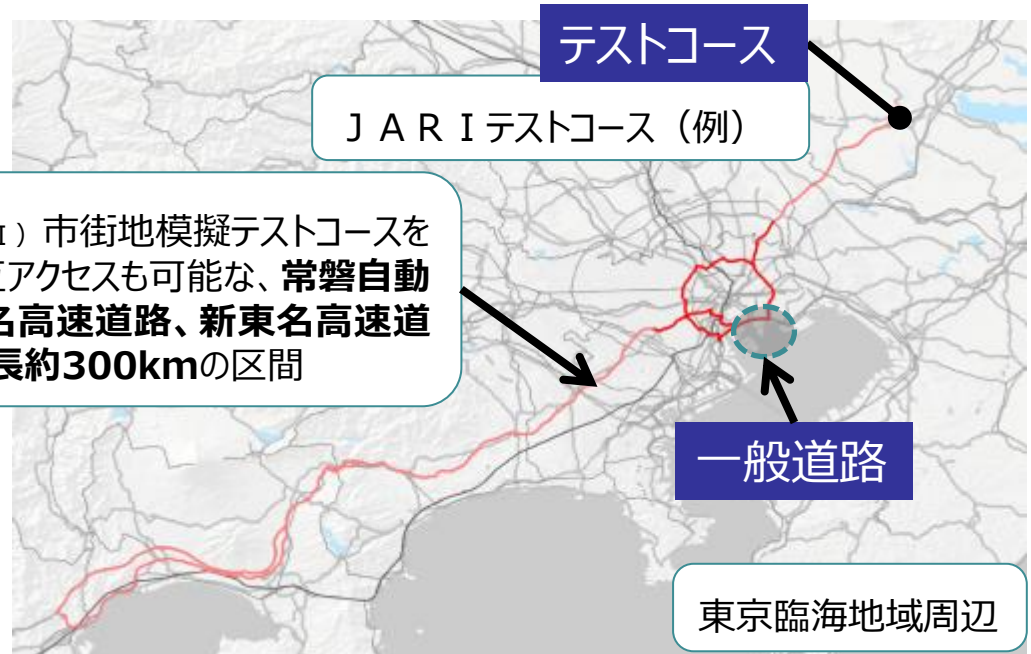 テストコース
ＪＡＲＩテストコース（例）
Ｉ）市街地模擬テストコースを
互アクセスも可能な、常磐自動
名高速道路、新東名高速道
長約300kmの区間
一般道路
東京臨海地域周辺